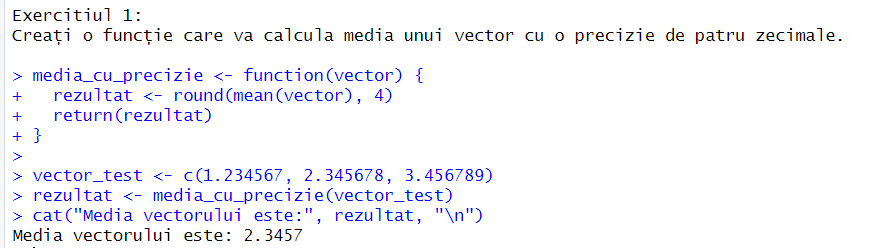 Exercitiul 1:
Creați o funcție care va calcula media unui vector cu o precizie de patru zecimale.
> media_cu_precizie <- function(vector) {
+   rezultat <- round(mean(vector), 4)
+   return(rezultat)
+ }
>
> vector_test <- c(1.234567, 2.345678, 3.456789)
> rezultat <- media_cu_precizie(vector_test)
> cat("Media vectorului este:", rezultat, "\n")
Media vectorului este: 2.3457